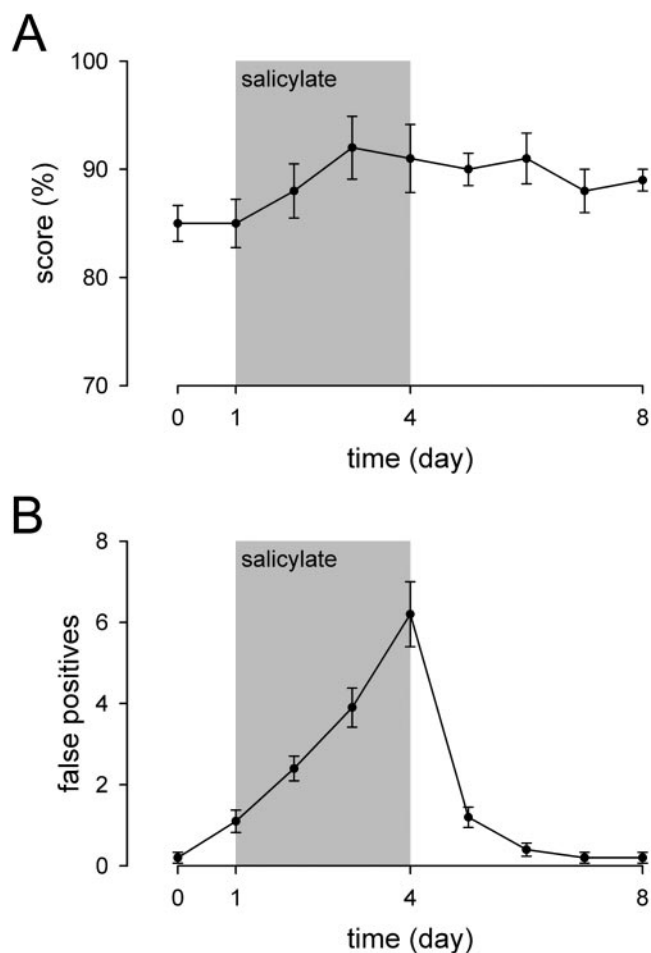 A
100
salicylate
90
score (%)
80
70
0 1 4 8
time (day)
B
8
salicylate
6
false positives
4
2
0
0 1 4 8
time (day)